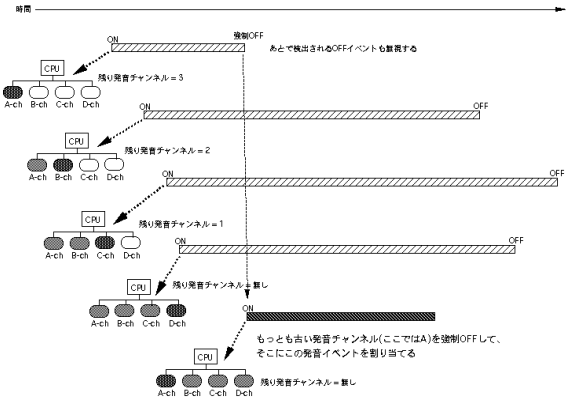 時間
ON
強制OFF
あとで検出されるOFFイベントも無視する
CPU
残り発音チャンネル=3
A-ch B-ch C-ch D-ch
ON
OFF
CPU
残り発音チャンネル=2
A-ch B-ch C-ch D-ch
ON
OFF
CPU
残り発音チャンネル=1
A-ch B-ch C-ch D-ch
ON
OFF
CPU
残り発音チャンネル=無し
A-ch B-ch C-ch D-ch
ON
もっとも古い発音チャンネル(ここではA)を強制OFFして、
そこにこの発音イベントを割り当てる
CPU
残り発音チャンネル=無し
A-ch B-ch C-ch D-ch